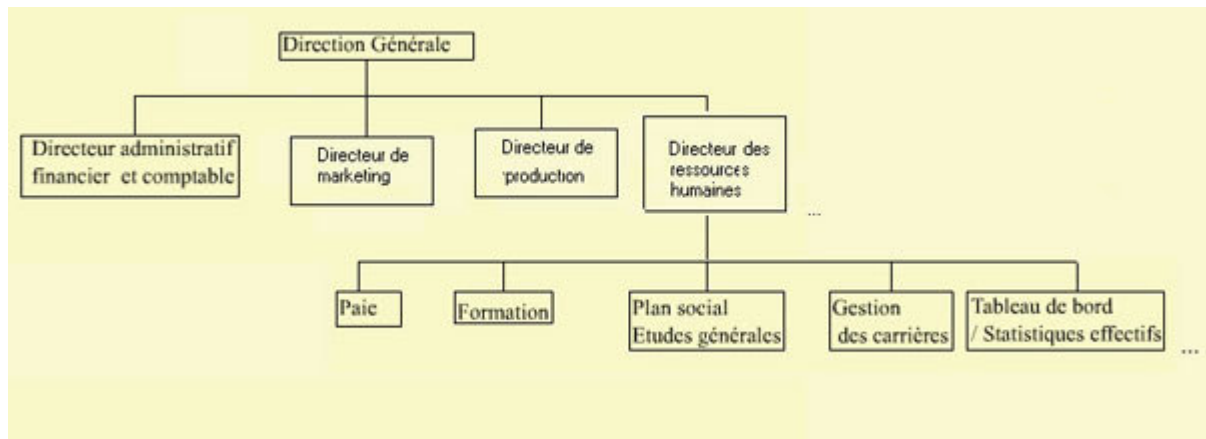 Direction Générale
Directeur administratif
financier et comptable
Directeur de
marketing
Directeur de
production
Directeur des
ressources
humaines
...
Paie
Formation
Plan social
Etudes générales
Gestion
des carrières
Tableau de bord
/ Statistiques effectifs
...